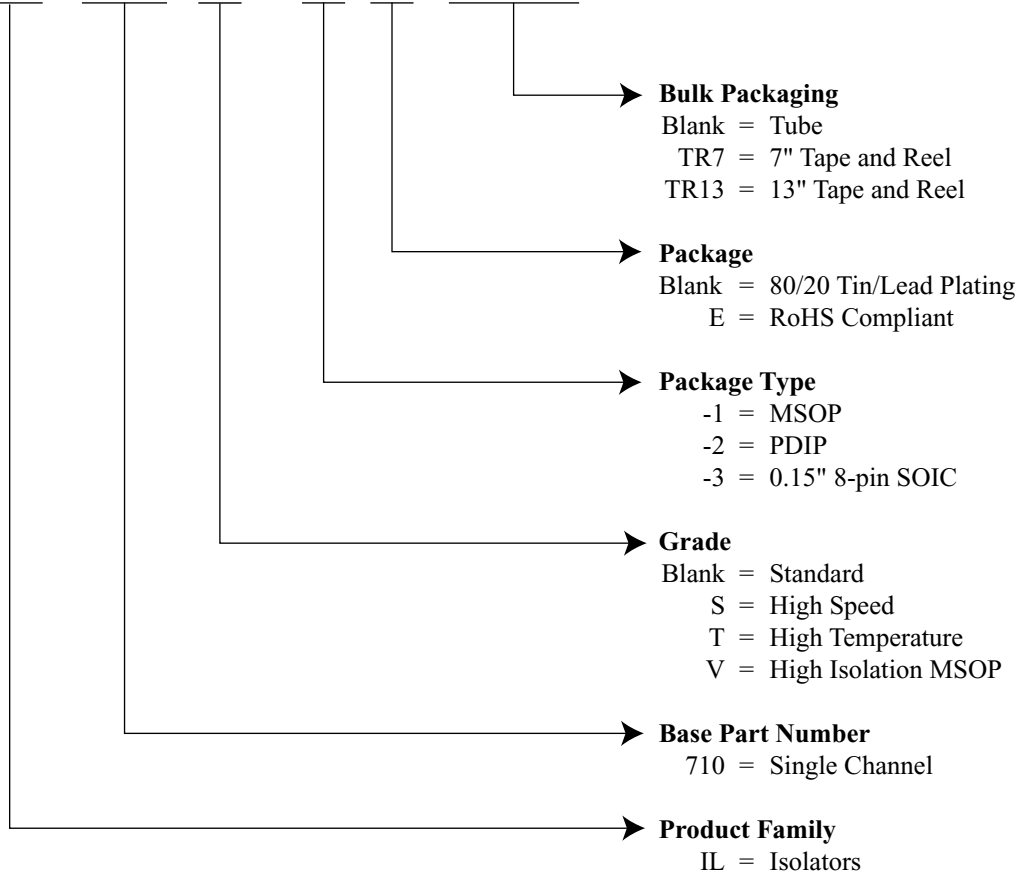 Bulk Packaging
Blank = Tube
TR7 = 7" Tape and Reel
TR13 = 13" Tape and Reel
Package
Blank = 80/20 Tin/Lead Plating
E = RoHS Compliant
Package Type
-1 = MSOP
-2 = PDIP
-3 = 0.15" 8-pin SOIC
Grade
Blank = Standard
S = High Speed
T = High Temperature
V = High Isolation MSOP
Base Part Number
710 = Single Channel
Product Family
IL = Isolators